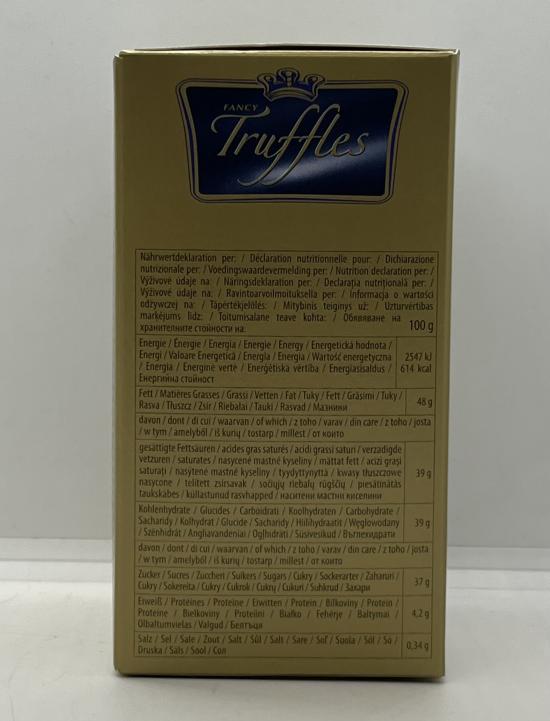 FANCY
Truffles
Nährwertdeklaration per: / Déclaration nutritionnelle pour: / Dichiarazione
nutrizionale per: / Voedingswaardevermelding per: / Nutrition declaration per: /
Výživové údaje na: / Näringsdeklaration per: / Declarația nutrițională per: /
Výživové údaje na: / Ravintoarvoilmoituksella per: / Informacja o wartości
odżywczej na: / Tápértékjelölés: / Mitybinis teiginys už: / Uzturvērtības
marķējums līdz: / Toitumisalane teave kohta: / Обявяване на
хранителните стойности на: 100 g
Energie / Énergie / Energia / Energie / Energy / Energetická hodnota /
Energi / Valoare Energetică / Energla / Energia / Wartość energetyczna 2547 kJ
/ Energia / Energinė vertė / Enerģētiska vērtība / Energiasisaldus / 614 kcal
Енергийна стойност
Fett / Matières Grasses / Grassi / Vetten / Fat / Tuky / Fett / Grăsimi / Tuky /
Rasva / Tłuszcz / Zsír / Riebalai / Tauki / Rasvad / Мазнини 48 g
davon / dont / di cui / waarvan / of which / z toho / varav / din care / z toho / josta
/ w tym / amelyből / iš kurių / tostarp / millest / от които
gesättigte Fettsäuren / acides gras saturés / acidi grassi saturi / verzadigde
vetzuren / saturates / nasycené mastné kyseliny / mättat fett / acizi grași
saturați / nasýtené mastné kyseliny / tyydyttynyttä / kwasy tłuszczowe 39 g
nasycone / telített zsírsavak / sočiųjų riebalų rūgščių / piesātinātās
taukskābes / küllastunud rasvhapped / наситени мастни киселини
Kohlenhydrate / Glucides / Carboidrati / Koolhydraten / Carbohydrate /
Sacharidy / Kolhydrat / Glucide / Sacharidy / Hiilihydraatit / Węglowodany 39 g
/ Szénhidrát / Angliavandeniai / Ogļhidrāti / Süsivesikud / Въглехидрати
davon / dont / di cui / waarvan / of which / z toho / varav / din care / z toho / josta
/ w tym / amelyből / iš kurių / tostarp / millest / от които
Zucker / Sucres / Zuccheri / Suikers / Sugars / Cukry / Sockerarter / Zaharuri /
Cukry / Sokereita / Cukry / Cukrok / Cukrų / Cukuri / Suhkrud / Захари 37 g
Eiweiß / Protéines / Proteine / Eiwitten / Protein / Bílkoviny / Protein /
Proteine / Bielkoviny / Proteiini / Białko / Fehérje / Baltymai / 4,2 g
Olbaltumvielas / Valgud / Белтъци
Salz / Sel / Sale / Zout / Salt / Sůl / Salt / Sare / Soľ / Suola / Sól / Só /
Druska / Sāls / Sool / Сол 0,34 g